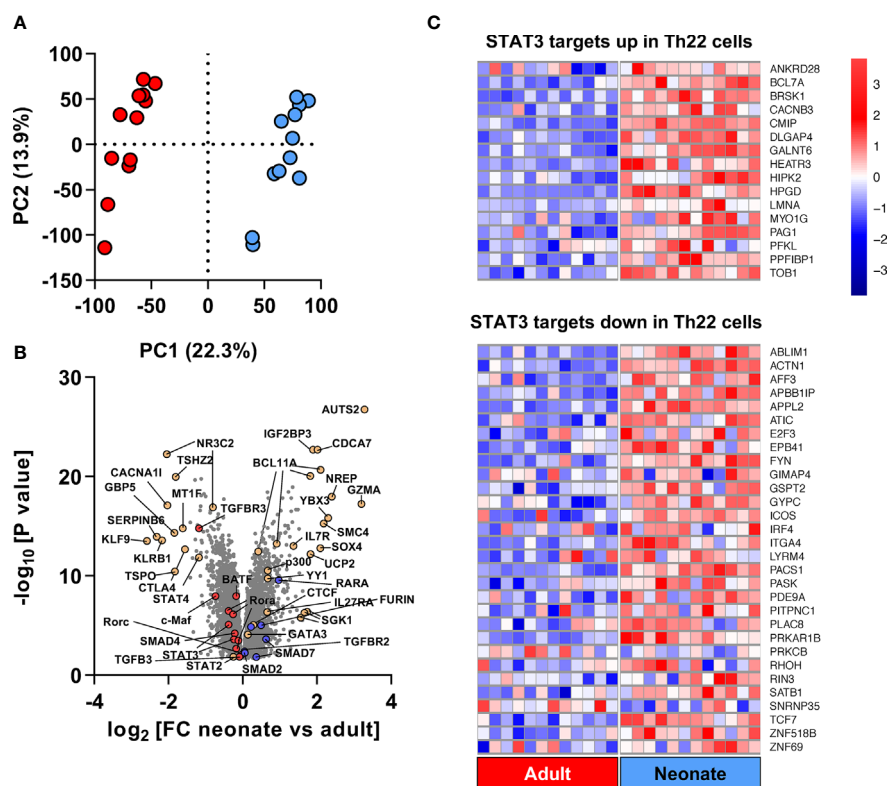 A
100
50
0
-50
-100
-150
-100
-50
0
50
100
PC2 (13.9%)
PC1 (22.3%)
B
30
20
10
0
-4
-2
0
2
4
-log10 [P value]
log2 [FC neonate vs adult]
AUTS2
IGF2BP3
CDCA7
NR3C2
TSHZ2
BCL11A
CACNA1I
NREP
GBP5
MT1F
GZMA
YBX3
TGFBR3
SERPINB6
SMC4
IL7R
KLF9
SOX4
KLRB1
p300
UCP2
TSPO
YY1
CTLA4
BATF
RARA
STAT4
Rora
CTCF
c-Maf
IL27RA
FURIN
Rorc
SGK1
SMAD4
GATA3
STAT3
TGFBR2
TGFB3
SMAD7
STAT2
SMAD2
C
STAT3 targets up in Th22 cells
ANKRD28
BCL7A
BRSK1
CACNB3
CMIP
DLGAP4
GALNT6
HEATR3
HIPK2
HPGD
LMNA
MYO1G
PAG1
PFKL
PPFIBP1
TOB1
3
2
1
0
−1
−2
−3
STAT3 targets down in Th22 cells
ABLIM1
ACTN1
AFF3
APBB1IP
APPL2
ATIC
E2F3
EPB41
FYN
GIMAP4
GSPT2
GYPC
ICOS
IRF4
ITGA4
LYRM4
PACS1
PASK
PDE9A
PITPNC1
PLAC8
PRKAR1B
PRKCB
RHOH
RIN3
SATB1
SNRNP35
TCF7
ZNF518B
ZNF69
Adult
Neonate